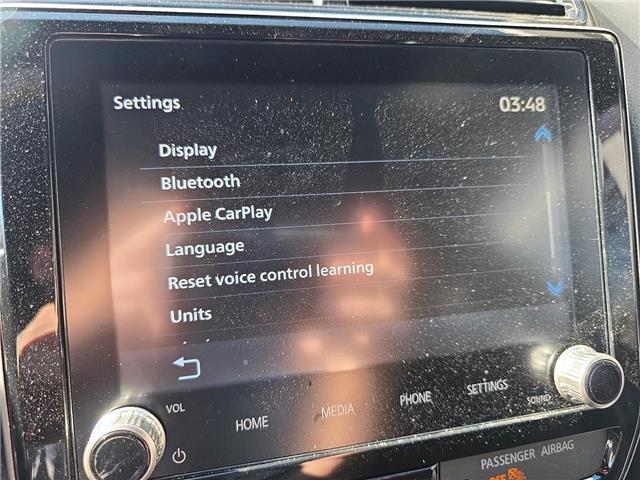 Settings 03:48
Display
Bluetooth
Apple CarPlay
Language
Reset voice control learning
Units
VOL HOME MEDIA PHONE SETTINGS SOUND
PASSENGER AIRBAG
OFF